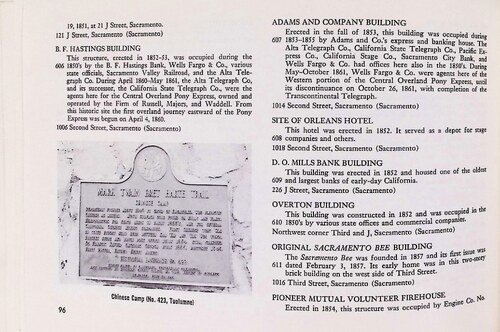 19, 1851, at 21 J Street, Sacramento.
121 J Street, Sacramento (Sacramento)
B. F. HASTINGS BUILDING
This structure, erected in 1852-53, was occupied during the
606 1850's by the B. F. Hastings Bank, Wells Fargo & Co., various
state officials, Sacramento Valley Railroad, and the Alta Tele-
graph Co. During April 1860-May 1861, the Alta Telegraph Co,
and its successor, the California State Telegraph Co., were the
agents here for the Central Overland Pony Express, owned and
operated by the Firm of Russell, Majors, and Waddell. From
this historic site the first overland journey eastward of the Pony
Express was begun on April 4, 1860.
1006 Second Street, Sacramento (Sacramento)
MARK TWAIN BRET HARTE TRAIL
CHINESE CAMP
Chinese Camp (No. 423, Tuolumne)
96
ADAMS AND COMPANY BUILDING
Erected in the fall of 1853, this building was occupied during
607 1853-1855 by Adams and Co.'s express and banking house. The
Alta Telegraph Co., California State Telegraph Co., Pacific Ex-
press Co., California Stage Co., Sacramento City Bank, and
Wells Fargo & Co. had offices here also in the 1850's. During
May-October 1861, Wells Fargo & Co. were agents here of the
Western portion of the Central Overland Pony Express, until
its discontinuance on October 26, 1861, with completion of the
Transcontinental Telegraph.
1014 Second Street, Sacramento (Sacramento)
SITE OF ORLEANS HOTEL
This hotel was erected in 1852. It served as a depot for stage
608 companies and others.
1018 Second Street, Sacramento (Sacramento)
D. O. MILLS BANK BUILDING
This building was erected in 1852 and housed one of the oldest
609 and largest banks of early-day California.
226 J Street, Sacramento (Sacramento)
OVERTON BUILDING
This building was constructed in 1852 and was occupied in the
610 1850's by various state offices and commercial companies.
Northwest corner Third and J, Sacramento (Sacramento)
ORIGINAL SACRAMENTO BEE BUILDING
The Sacramento Bee was founded in 1857 and its first issue was
611 dated February 3, 1857. Its early home was in this two-story
brick building on the west side of Third Street.
1016 Third Street, Sacramento (Sacramento)
PIONEER MUTUAL VOLUNTEER FIREHOUSE
Erected in 1854, this structure was occupied by Engine Co. No.